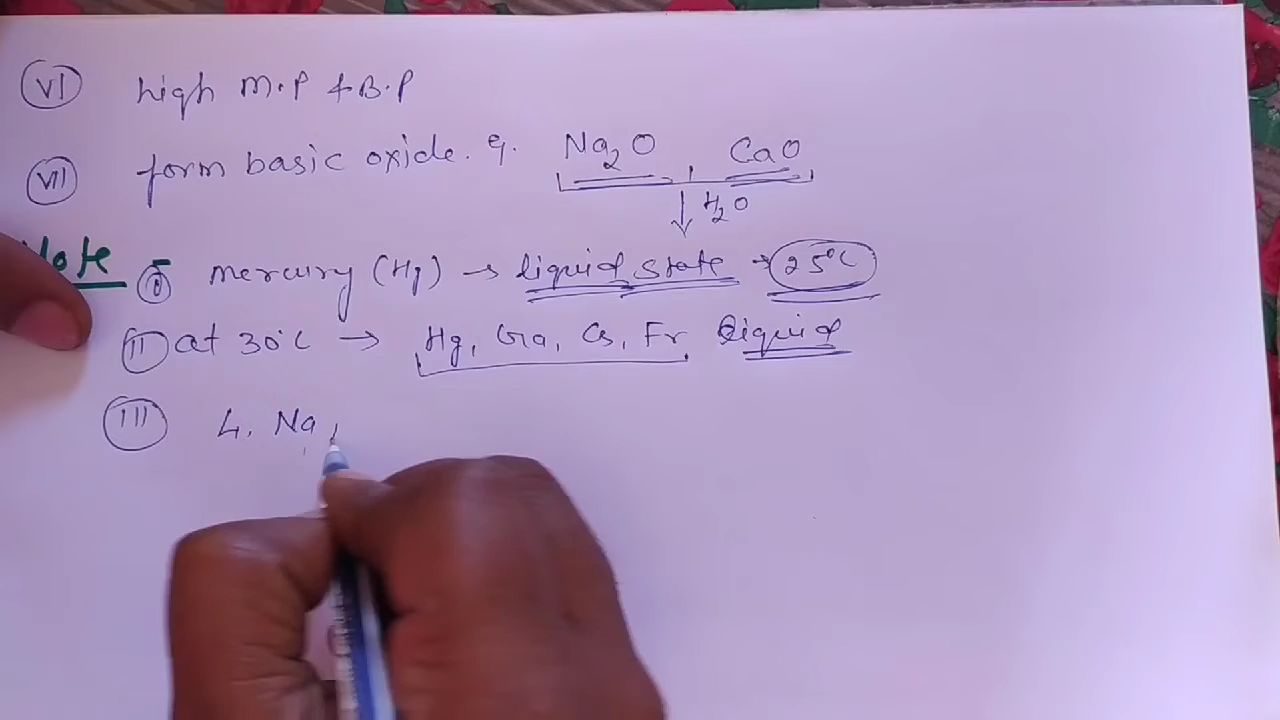 VI high M.P & B.P
VII form basic oxide. eg. Na2O, CaO
↓ H2O
Note
(i) Mercury (Hg) → liquid state → 25°C
II at 30°C → Hg, Ga, Cs, Fr liquid
III Li, Na,